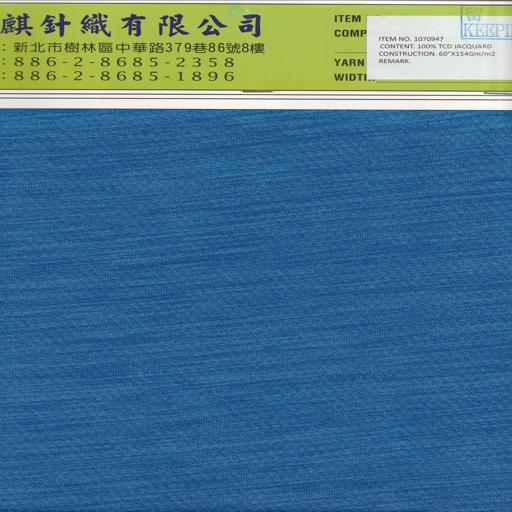 麒針織有限公司
: 新北市樹林區中華路379巷86號8樓
: 886-2-8685-2358
: 886-2-8685-1896
ITEM
COMP
YARN
WIDTH
ITEM NO. 1070947
CONTENT. 100% TCD JACQUARD
CONSTRUCTION. 60"X154Gm/m2
REMARK.
留
KEEPI